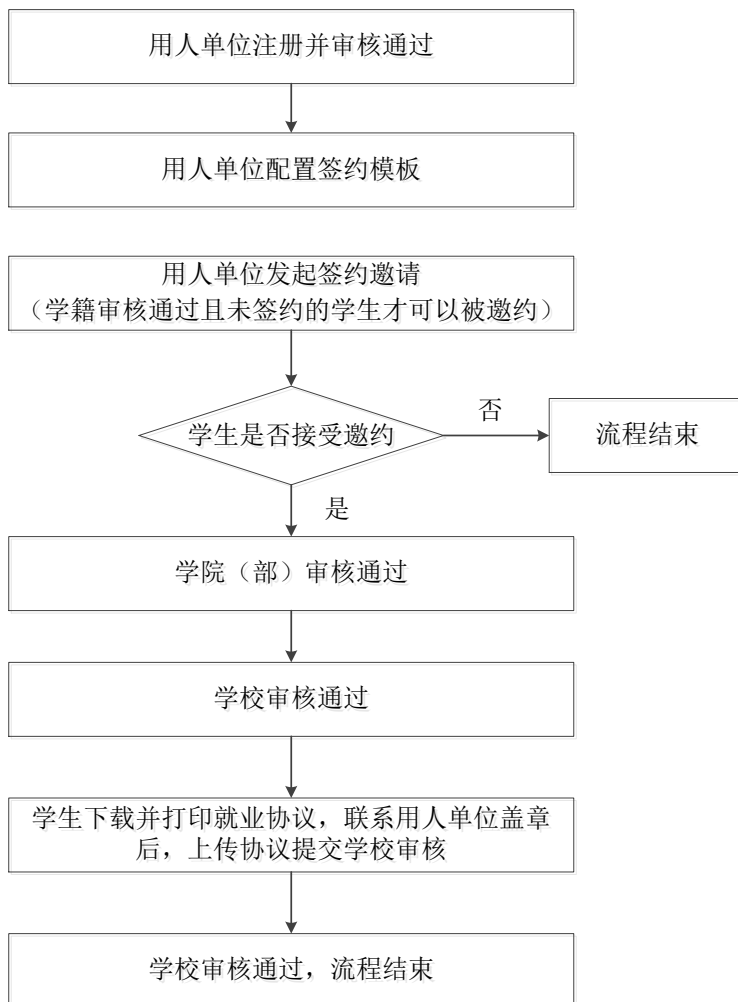 用人单位注册并审核通过
用人单位配置签约模板
用人单位发起签约邀请
（学籍审核通过且未签约的学生才可以被邀约）
学生是否接受邀约
否
流程结束
是
学院（部）审核通过
学校审核通过
学生下载并打印就业协议，联系用人单位盖章
后，上传协议提交学校审核
学校审核通过，流程结束